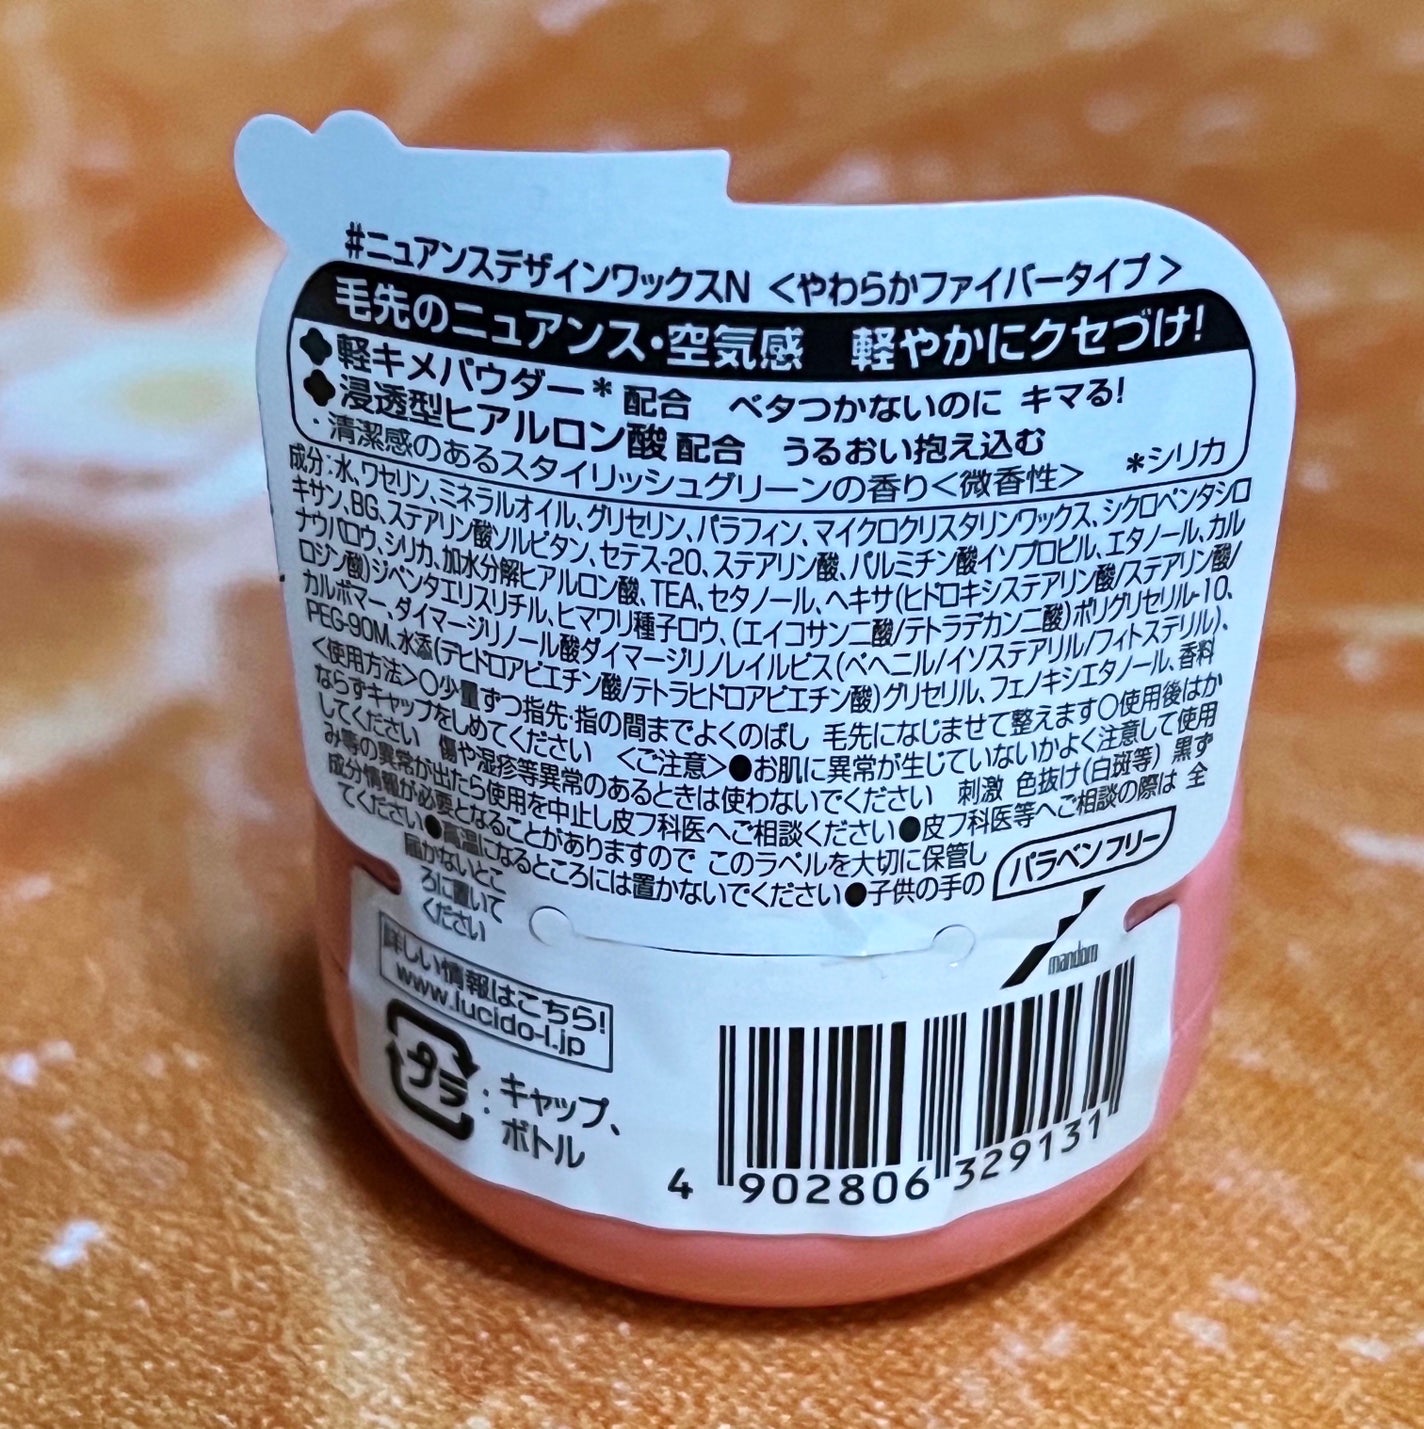 #ニュアンスデザインワックスN <やわらかファイバータイプ>
毛先のニュアンス・空気感 軽やかにクセづけ!
軽キメパウダー*配合 ベタつかないのに キマる!
浸透型ヒアルロン酸配合 うるおい抱え込む
・清潔感のあるスタイリッシュグリーンの香り<微香性> *シリカ
成分:水、ワセリン、ミネラルオイル、グリセリン、パラフィン、マイクロクリスタリンワックス、シクロペンタシロ
キサン、BG、ステアリン酸ソルビタン、セテス-20、ステアリン酸、パルミチン酸イソプロピル、エタノール、カル
ナウバロウ、シリカ、加水分解ヒアルロン酸、TEA、セタノール、ヘキサ(ヒドロキシステアリン酸/ステアリン酸/
ロジン酸)ジペンタエリスリチル、ヒマワリ種子ロウ、(エイコサン二酸/テトラデカン二酸)ポリグリセリル-10、
カルボマー、ダイマージリノール酸ダイマージリノレイルビス(ベヘニル/イソステアリル/フィトステリル)、
PEG-90M、水添(デヒドロアビエチン酸/テトラヒドロアビエチン酸)グリセリル、フェノキシエタノール、香料
<使用方法>○少量ずつ指先・指の間までよくのばし 毛先になじませて整えます○使用後はか
ならずキャップをしめてください <ご注意>●お肌に異常が生じていないかよく注意して使用
してください 傷や湿疹等異常のあるときは使わないでください 刺激 色抜け(白斑等) 黒ず
み等の異常が出たら使用を中止し皮フ科医へご相談ください●皮フ科医等へご相談の際は 全
成分情報が必要となることがありますので このラベルを大切に保管し
てください●高温になるところには置かないでください●子供の手の
届かないとこ
ろに置いて
ください
パラベンフリー
mandom
詳しい情報はこちら!
www.lucido-l.jp
プラ:キャップ、
ボトル
4 902806 329131